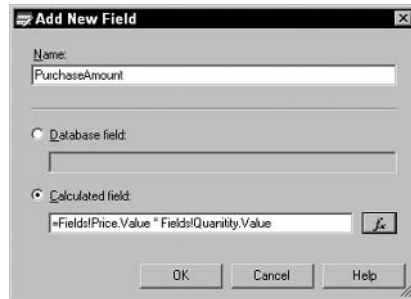 Add New Field
Name:
PurchaseAmount
Database field:
Calculated field:
=Fields!Price.Value * Fields!Quanitity.Value
fx
OK Cancel Help